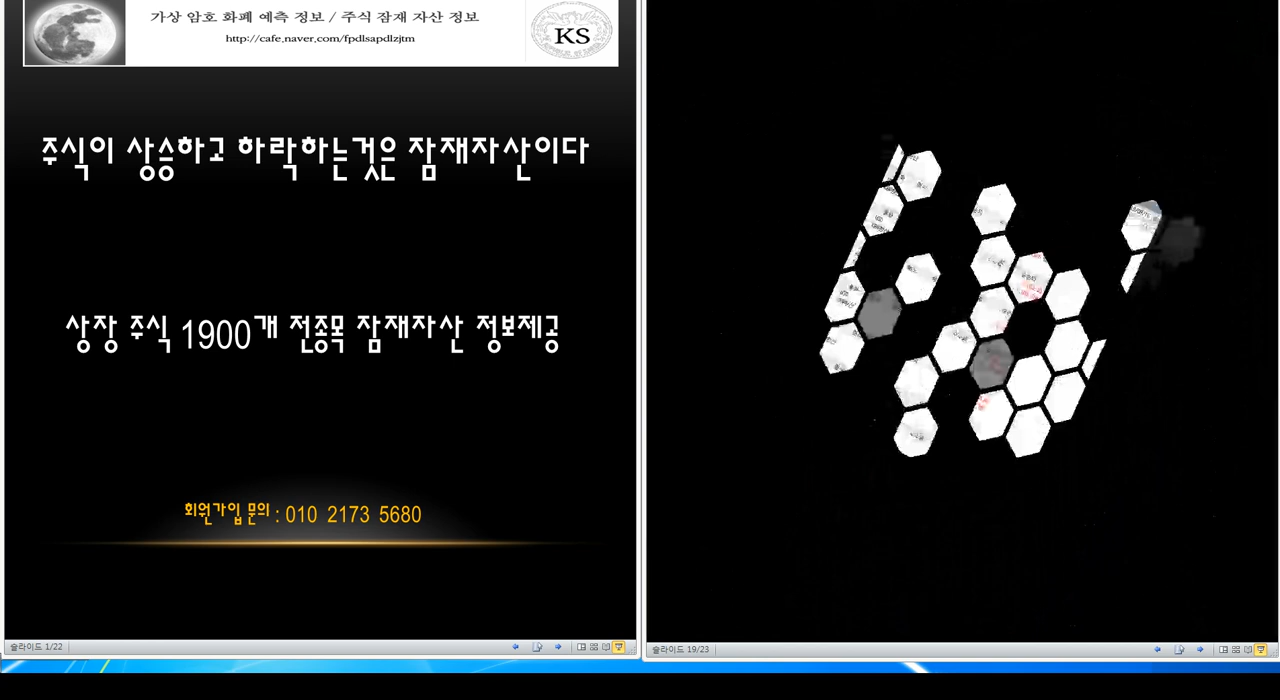 가상 암호 화폐 예측 정보 / 주식 잠재 자산 정보
http://cafe.naver.com/fpdlsapdlzjtm
KS
주식이 상승하고 하락하는것은 잠재자산이다
상장 주식 1900개 전종목 잠재자산 정보제공
회원가입 문의 : 010 2173 5680
슬라이드 1/22
슬라이드 19/23